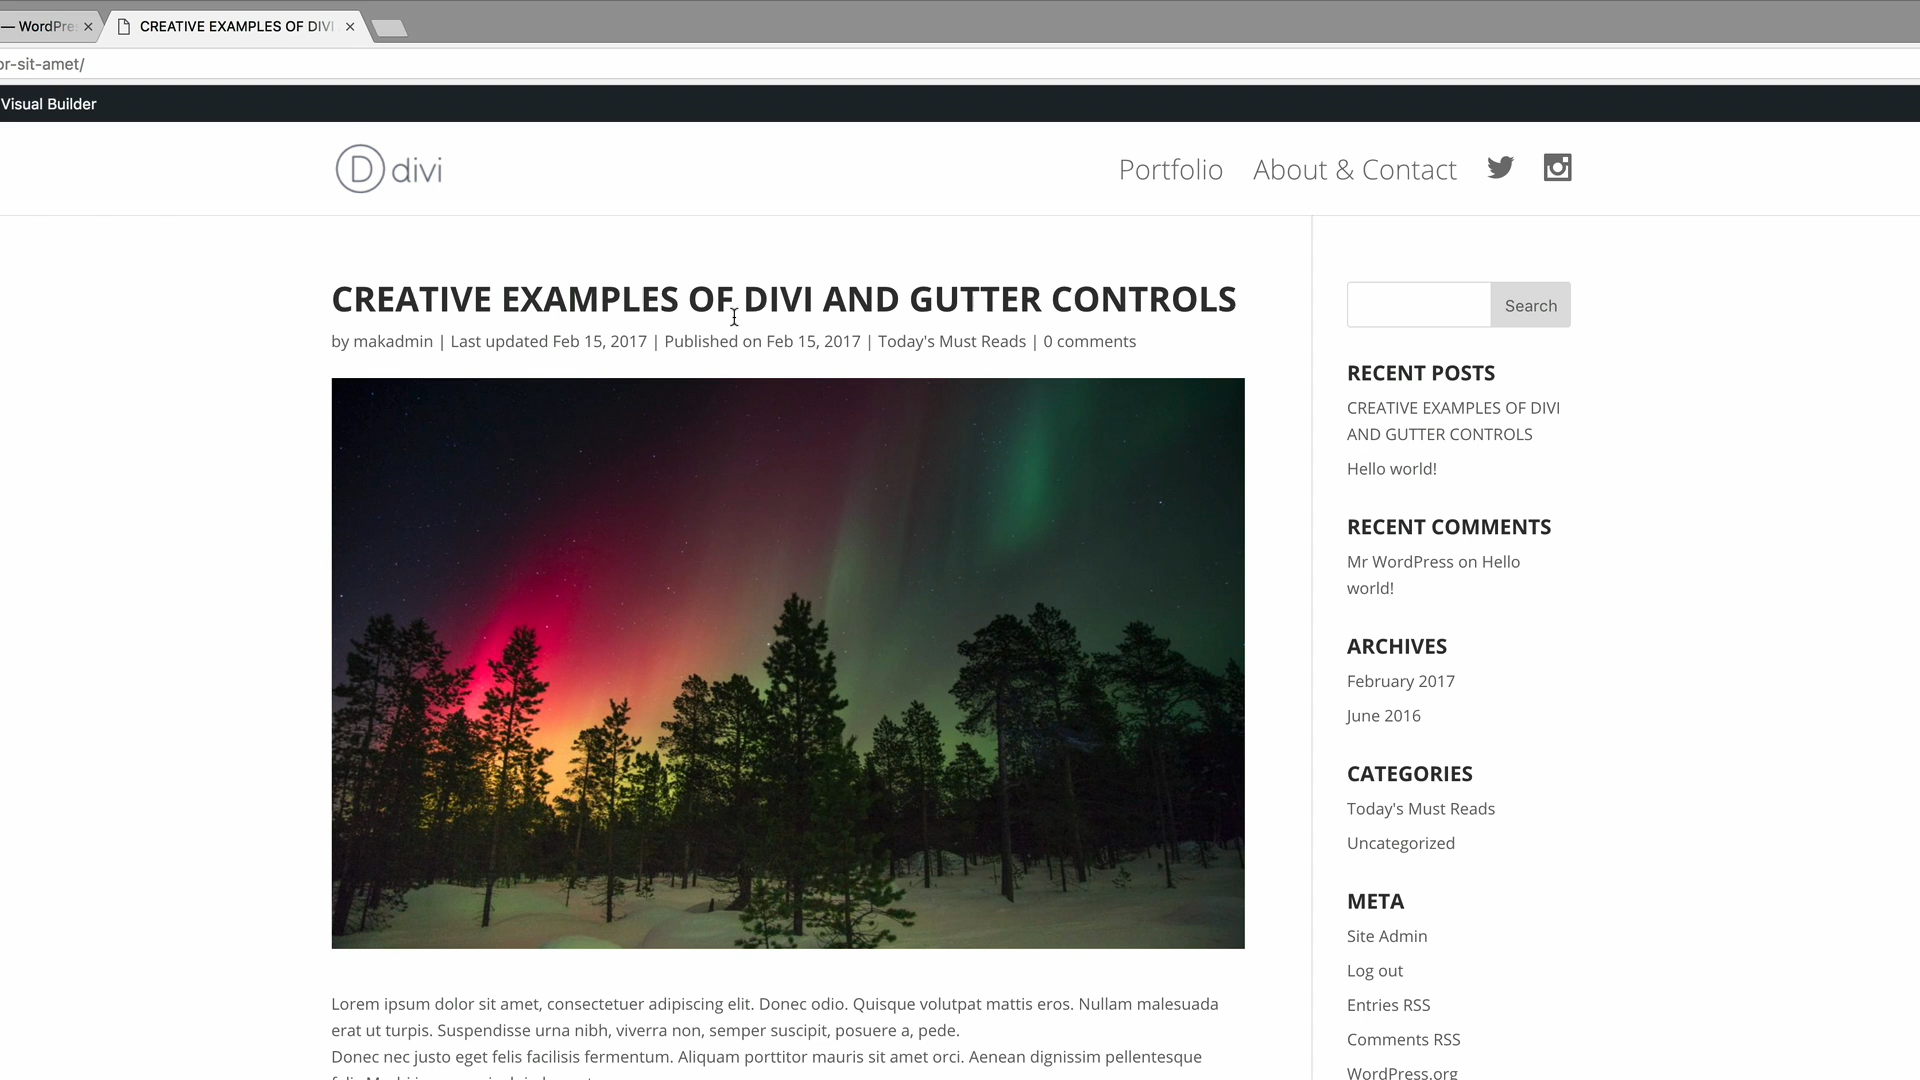 — WordPre
CREATIVE EXAMPLES OF DIVI
or-sit-amet/
Visual Builder
D divi
Portfolio
About & Contact
CREATIVE EXAMPLES OF DIVI AND GUTTER CONTROLS
by makadmin | Last updated Feb 15, 2017 | Published on Feb 15, 2017 | Today's Must Reads | 0 comments
Lorem ipsum dolor sit amet, consectetuer adipiscing elit. Donec odio. Quisque volutpat mattis eros. Nullam malesuada
erat ut turpis. Suspendisse urna nibh, viverra non, semper suscipit, posuere a, pede.
Donec nec justo eget felis facilisis fermentum. Aliquam porttitor mauris sit amet orci. Aenean dignissim pellentesque
Search
RECENT POSTS
CREATIVE EXAMPLES OF DIVI
AND GUTTER CONTROLS
Hello world!
RECENT COMMENTS
Mr WordPress on Hello
world!
ARCHIVES
February 2017
June 2016
CATEGORIES
Today's Must Reads
Uncategorized
META
Site Admin
Log out
Entries RSS
Comments RSS
WordPress.org